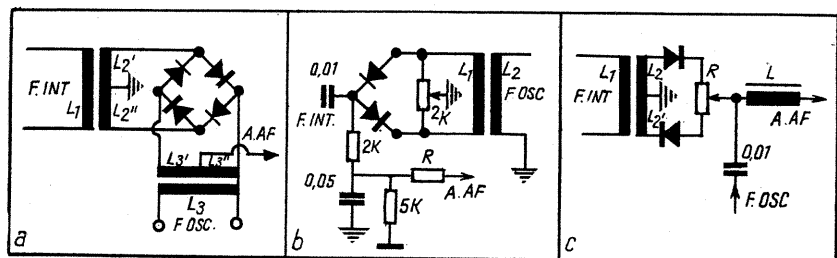 L2'
F.INT
L1
L2"
A.AF
L3'
L3"
L3
F.OSC.
a
0,01
F.INT.
L1
L2
F.OSC
2K
2K
R
0,05
A.AF
5K
b
L1
L2
R
L
F.INT
L2'
A.AF
0,01
F.OSC
c